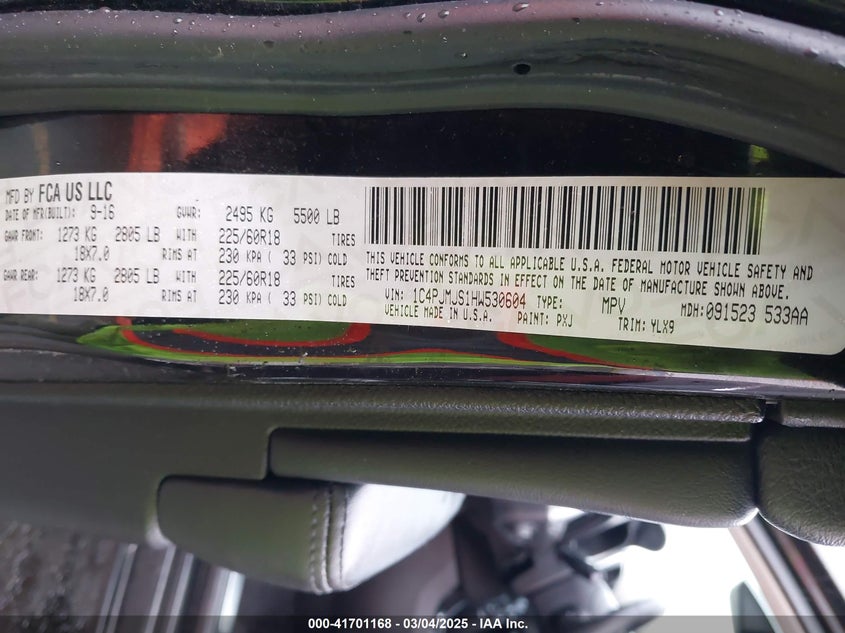 MFD BY FCA US LLC
DATE OF MFR(BUILT): 9-16 GVWR: 2495 KG 5500 LB
GAWR FRONT: 1273 KG 2805 LB WITH 225/60R18 TIRES
18X7.0 RIMS AT 230 KPA ( 33 PSI) COLD
GAWR REAR: 1273 KG 2805 LB WITH 225/60R18 TIRES
18X7.0 RIMS AT 230 KPA ( 33 PSI) COLD
THIS VEHICLE CONFORMS TO ALL APPLICABLE U.S.A. FEDERAL MOTOR VEHICLE SAFETY AND
THEFT PREVENTION STANDARDS IN EFFECT ON THE DATE OF MANUFACTURE SHOWN ABOVE.
VIN: 1C4PJMJS1HW530604 TYPE: MPV MDH:091523 533AA
VEHICLE MADE IN U.S.A. PAINT: PXJ TRIM: YLX9
000-41701168 - 03/04/2025 - IAA Inc.